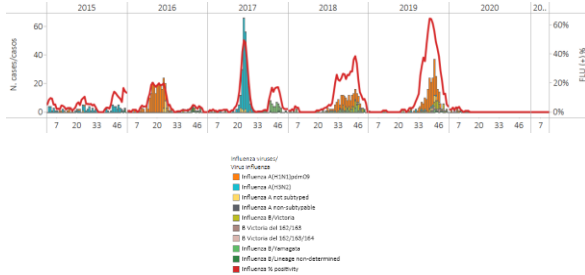 2015 2016 2017 2018 2019 2020 20..
60 60%
40 40%
20 20%
0 0%
N. cases/casos
FLU (+)%
7 20 33 46 7 20 33 46 7 20 33 46 7 20 33 46 7 20 33 46 7 20 33 46 7
Influenza viruses/
Virus influenza
Influenza A(H1N1)pdm09
Influenza A(H3N2)
Influenza A not subtyped
Influenza A non-subtypable
Influenza B/Victoria
B Victoria del 162/163
B Victoria del 162/163/164
Influenza B/Yamagata
Influenza B/Lineage non-determined
Influenza % positivity